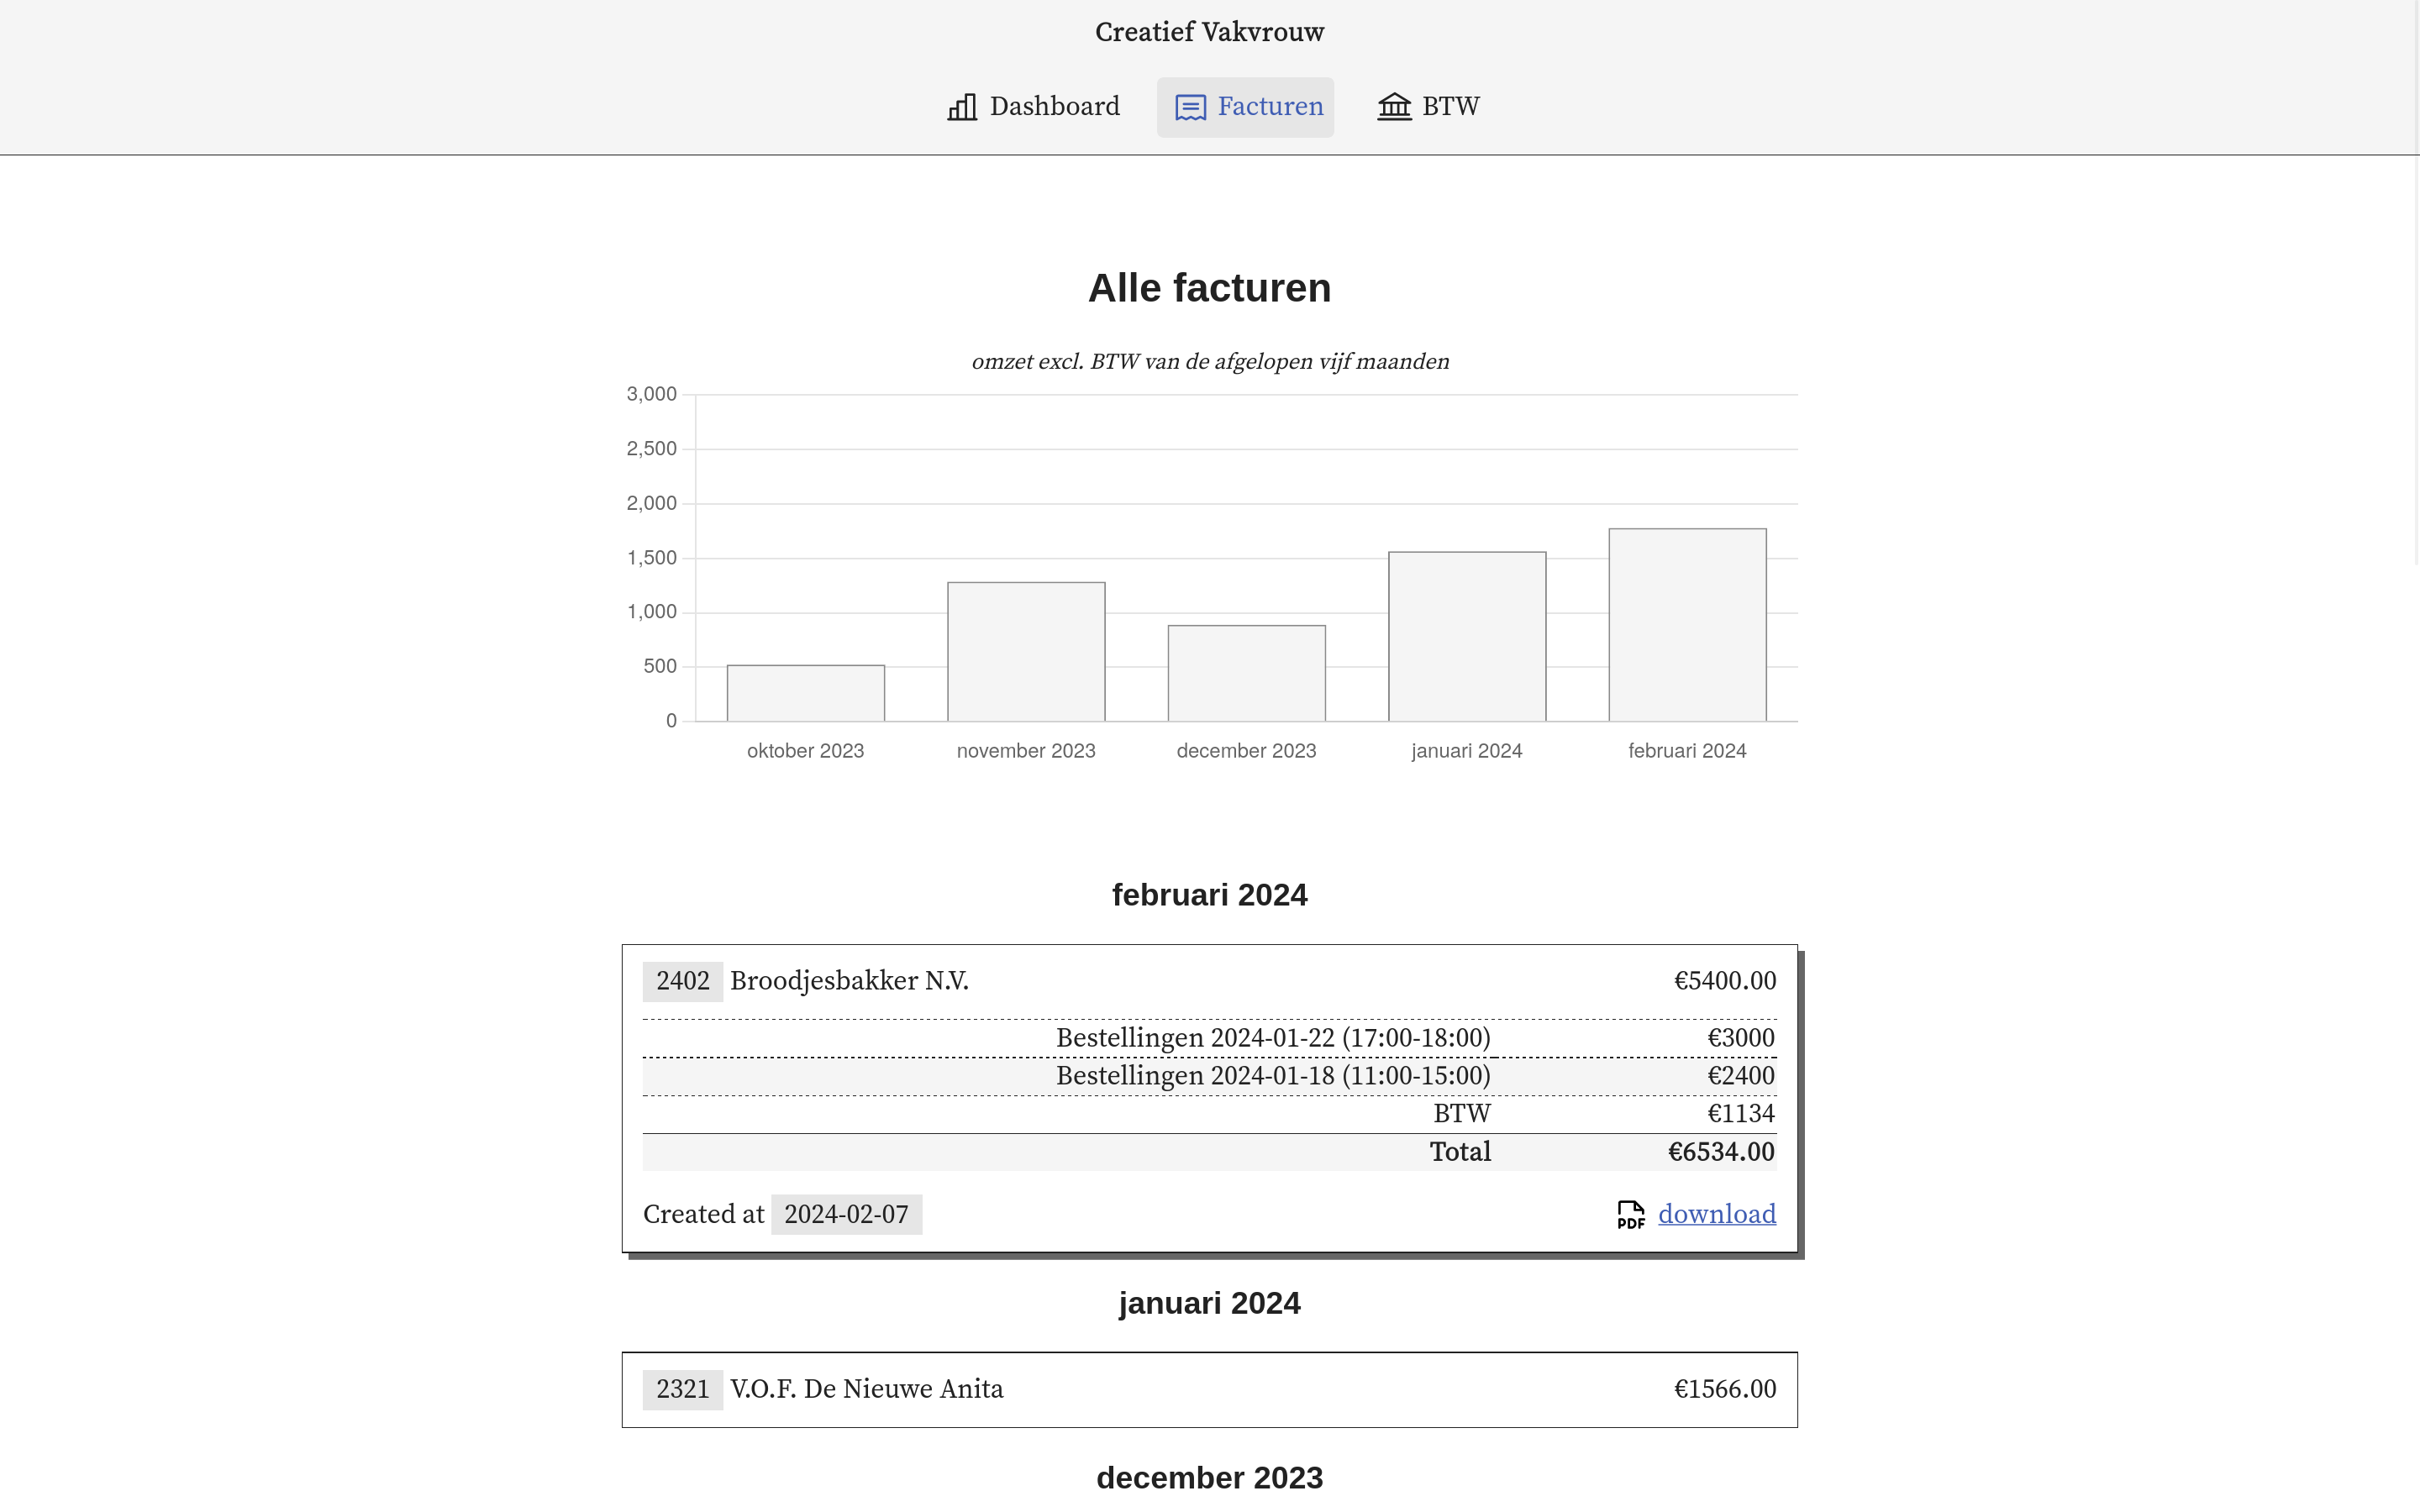 Creatief Vakvrouw
Dashboard Facturen BTW
Alle facturen
omzet excl. BTW van de afgelopen vijf maanden
3,000
2,500
2,000
1,500
1,000
500
0
oktober 2023 november 2023 december 2023 januari 2024 februari 2024
februari 2024
2402 Broodjesbakker N.V. €5400.00
Bestellingen 2024-01-22 (17:00-18:00) €3000
Bestellingen 2024-01-18 (11:00-15:00) €2400
BTW €1134
Total €6534.00
Created at 2024-02-07 PDF download
januari 2024
2321 V.O.F. De Nieuwe Anita €1566.00
december 2023